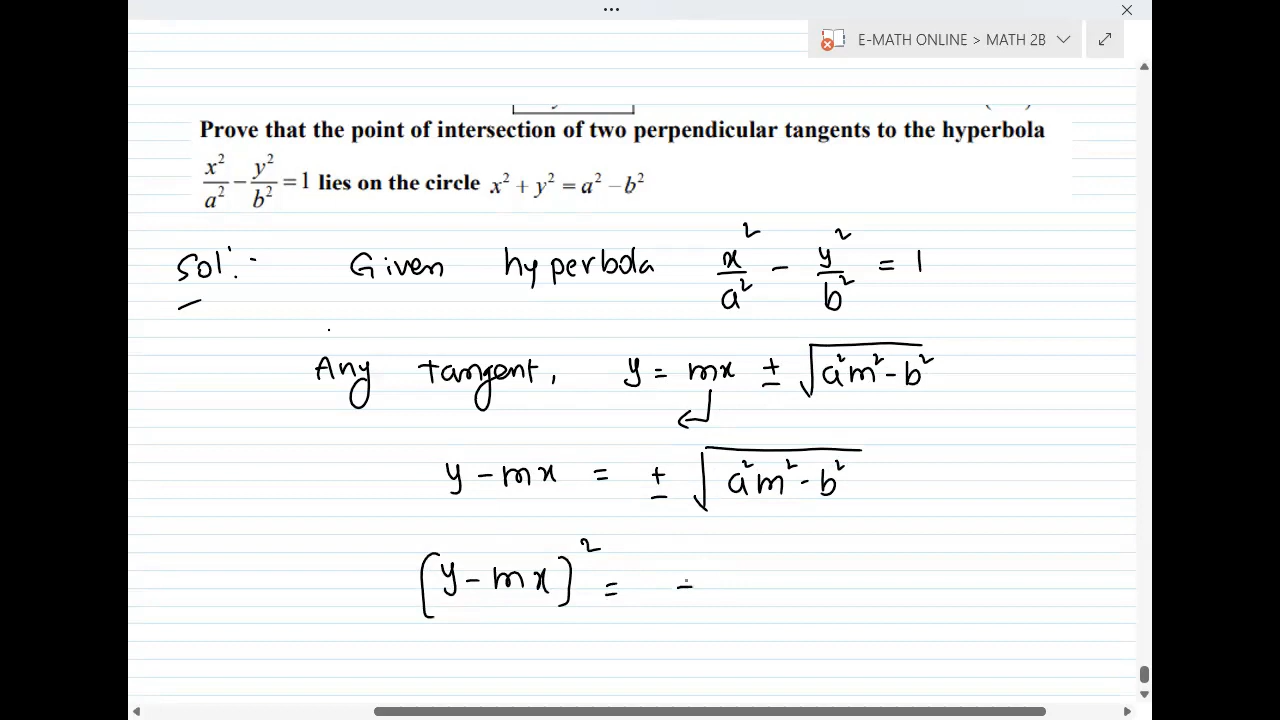 E-MATH ONLINE > MATH 2B
Prove that the point of intersection of two perpendicular tangents to the hyperbola
x²/a² − y²/b² = 1 lies on the circle x² + y² = a² − b²
Sol:- Given hyperbola x²/a² − y²/b² = 1
Any tangent, y = mx ± √(a²m² − b²)
y − mx = ± √(a²m² − b²)
(y − mx)² =